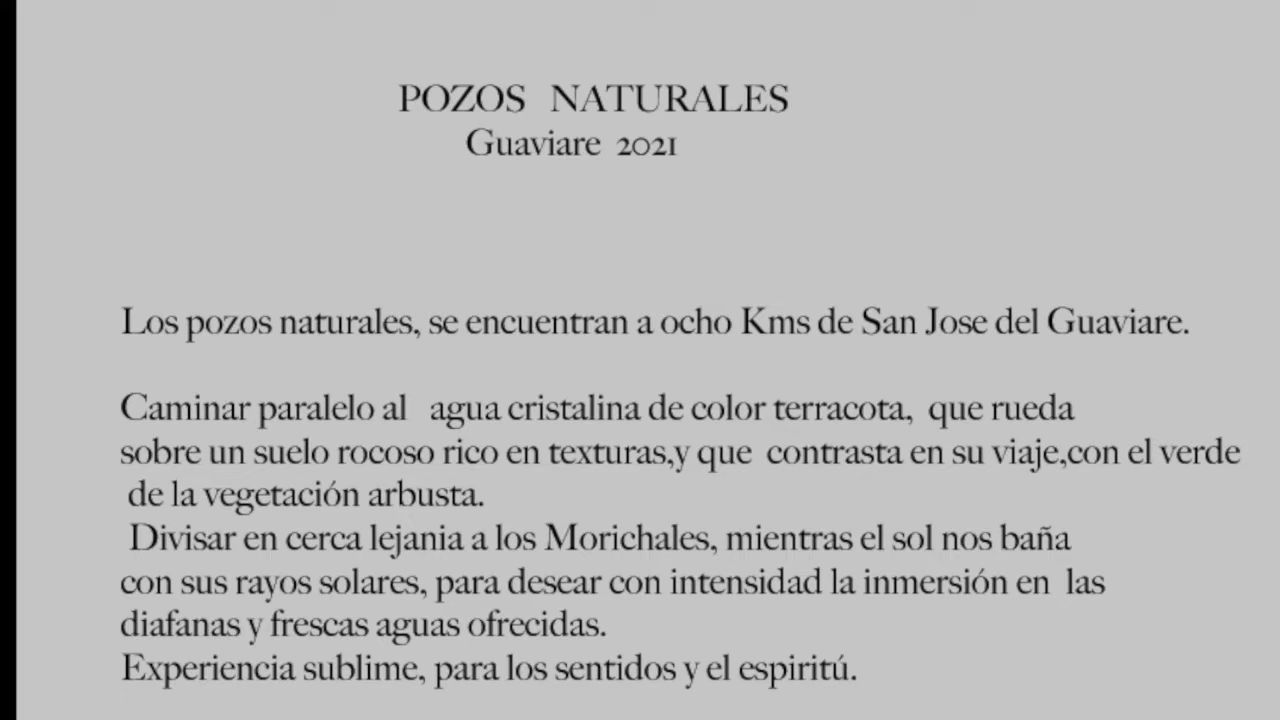 POZOS NATURALES
Guaviare 2021
Los pozos naturales, se encuentran a ocho Kms de San Jose del Guaviare.
Caminar paralelo al agua cristalina de color terracota, que rueda
sobre un suelo rocoso rico en texturas,y que contrasta en su viaje,con el verde
de la vegetación arbusta.
Divisar en cerca lejania a los Morichales, mientras el sol nos baña
con sus rayos solares, para desear con intensidad la inmersión en las
diafanas y frescas aguas ofrecidas.
Experiencia sublime, para los sentidos y el espiritú.